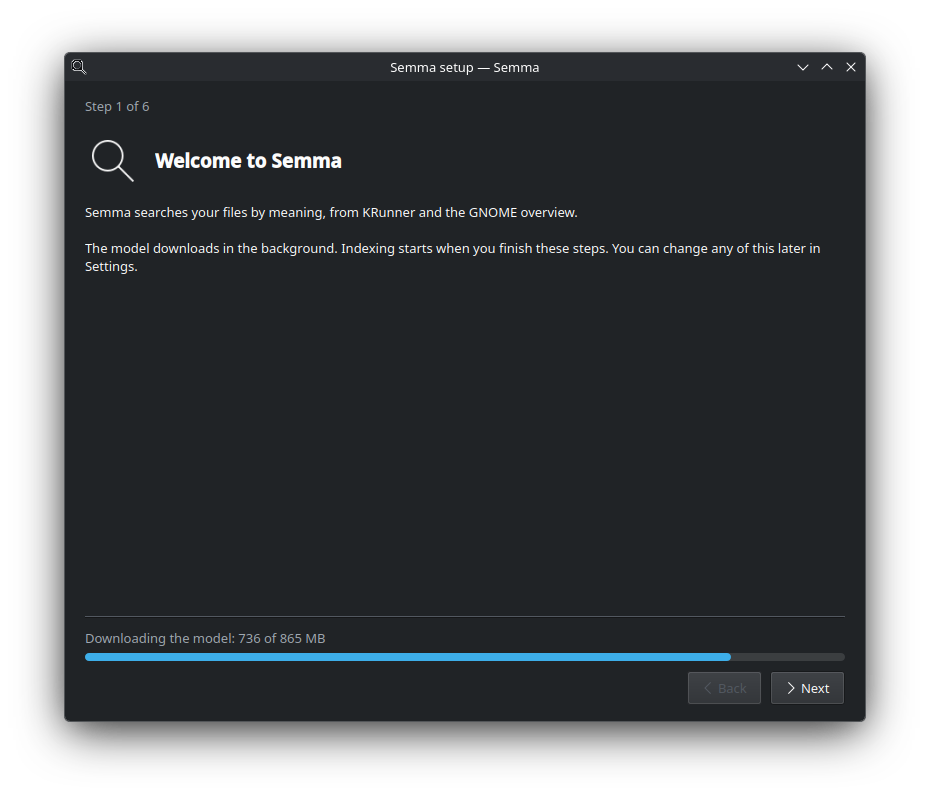 Semma setup — Semma
Step 1 of 6
Welcome to Semma
Semma searches your files by meaning, from KRunner and the GNOME overview.
The model downloads in the background. Indexing starts when you finish these steps. You can change any of this later in
Settings.
Downloading the model: 736 of 865 MB
Back
Next